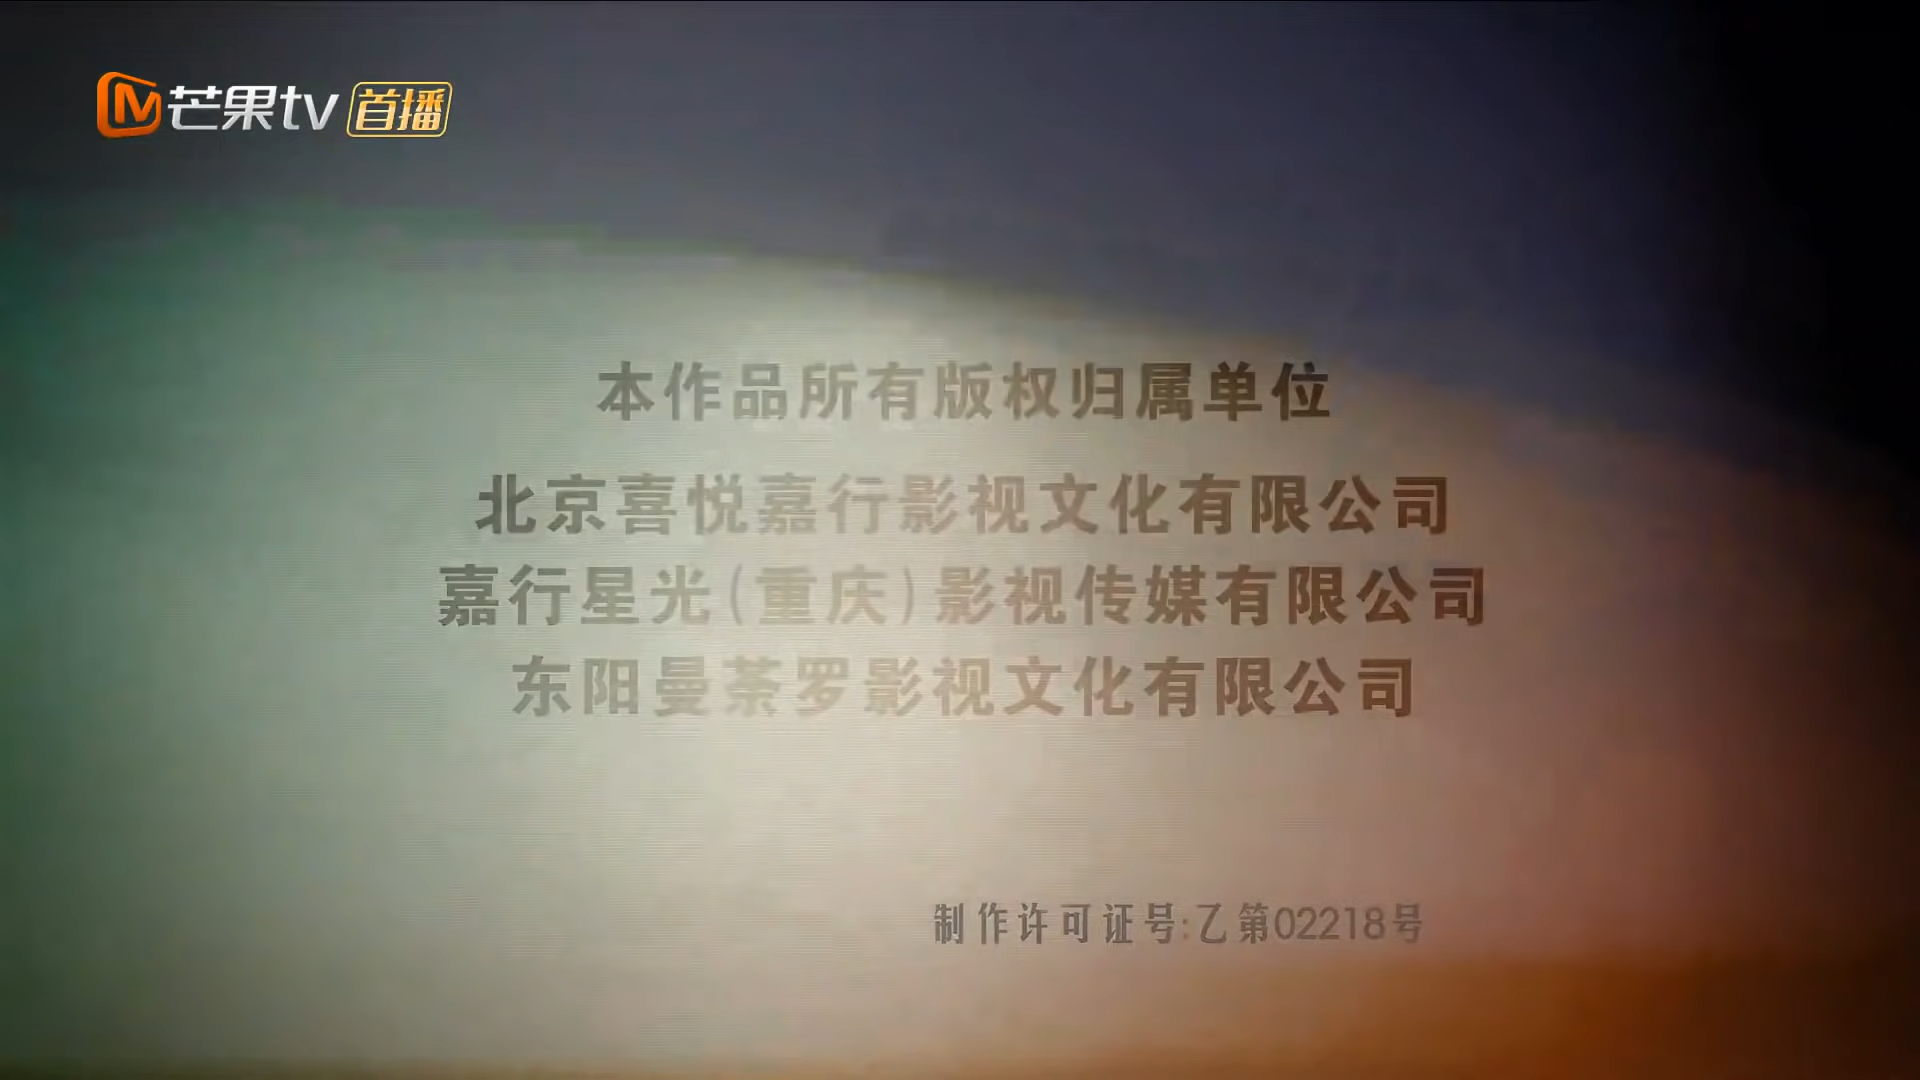 芒果tv 首播
本作品所有版权归属单位
北京喜悦嘉行影视文化有限公司
嘉行星光(重庆)影视传媒有限公司
东阳曼荼罗影视文化有限公司
制作许可证号:乙第02218号